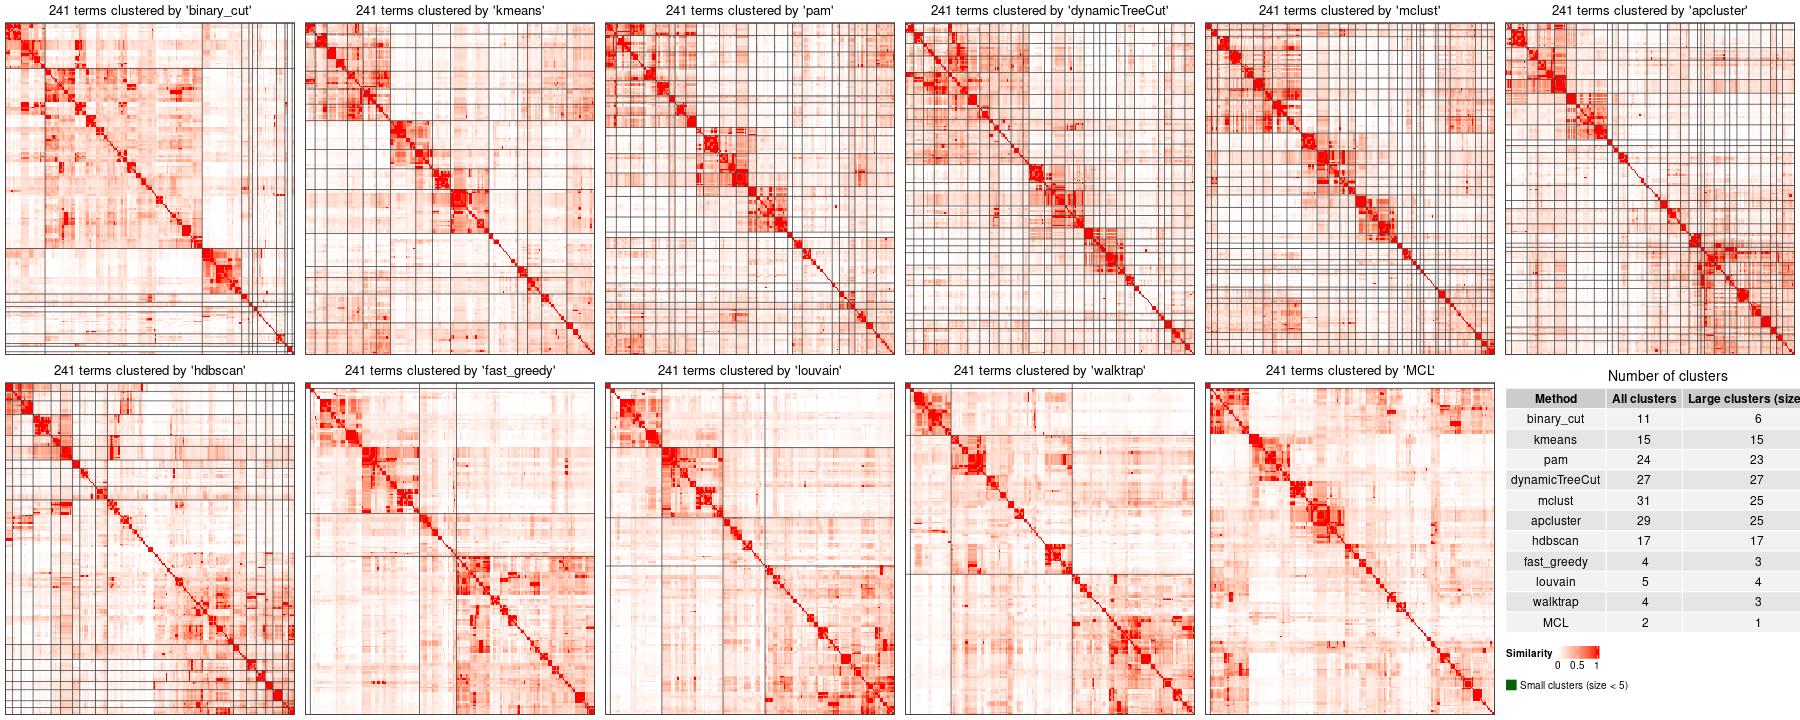 241 terms clustered by 'binary_cut'
241 terms clustered by 'kmeans'
241 terms clustered by 'pam'
241 terms clustered by 'dynamicTreeCut'
241 terms clustered by 'mclust'
241 terms clustered by 'apcluster'
241 terms clustered by 'hdbscan'
241 terms clustered by 'fast_greedy'
241 terms clustered by 'louvain'
241 terms clustered by 'walktrap'
241 terms clustered by 'MCL'
Number of clusters
Method All clusters Large clusters (size
binary_cut 11 6
kmeans 15 15
pam 24 23
dynamicTreeCut 27 27
mclust 31 25
apcluster 29 25
hdbscan 17 17
fast_greedy 4 3
louvain 5 4
walktrap 4 3
MCL 2 1
Similarity
0 0.5 1
Small clusters (size < 5)